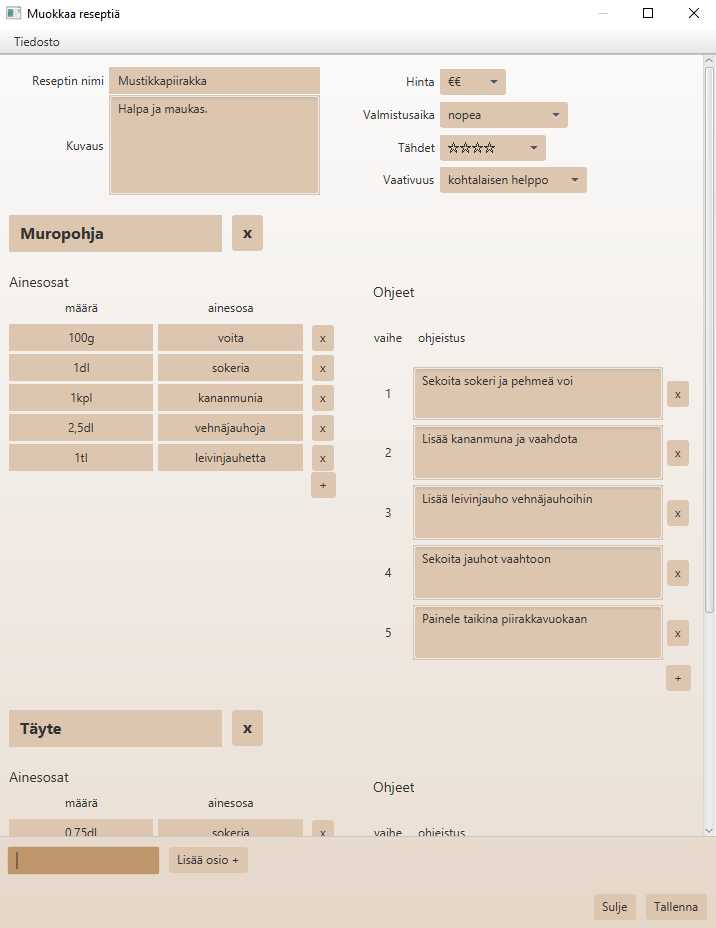 Muokkaa reseptiä
Tiedosto
Reseptin nimi Mustikkapiirakka
Kuvaus Halpa ja maukas.
Hinta €€
Valmistusaika nopea
Tähdet ☆☆☆☆
Vaativuus kohtalaisen helppo
Muropohja x
Ainesosat
määrä ainesosa
100g voita x
1dl sokeria x
1kpl kananmunia x
2,5dl vehnäjauhoja x
1tl leivinjauhetta x
+
Ohjeet
vaihe ohjeistus
1 Sekoita sokeri ja pehmeä voi x
2 Lisää kananmuna ja vaahdota x
3 Lisää leivinjauho vehnäjauhoihin x
4 Sekoita jauhot vaahtoon x
5 Painele taikina piirakkavuokaan x
+
Täyte x
Ainesosat
määrä ainesosa
0,75dl sokeria x
Ohjeet
vaihe ohjeistus
Lisää osio +
Sulje Tallenna